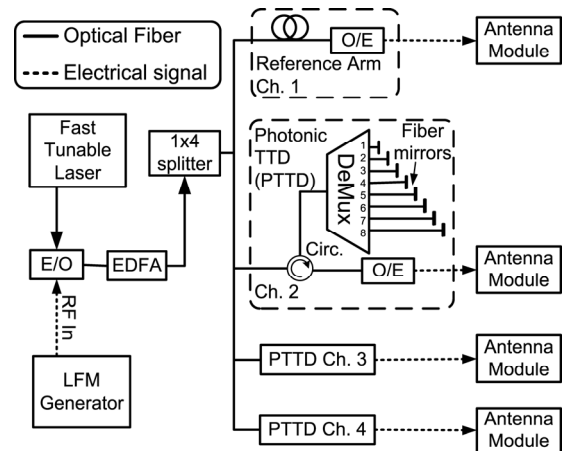 Optical Fiber
Electrical signal
O/E
Reference Arm
Ch. 1
Antenna
Module
Fast
Tunable
Laser
1x4
splitter
Photonic
TTD
(PTTD)
DeMux
1
2
3
4
5
6
7
8
Fiber
mirrors
E/O
EDFA
Circ.
Ch. 2
O/E
Antenna
Module
RF In
LFM
Generator
PTTD Ch. 3
Antenna
Module
PTTD Ch. 4
Antenna
Module